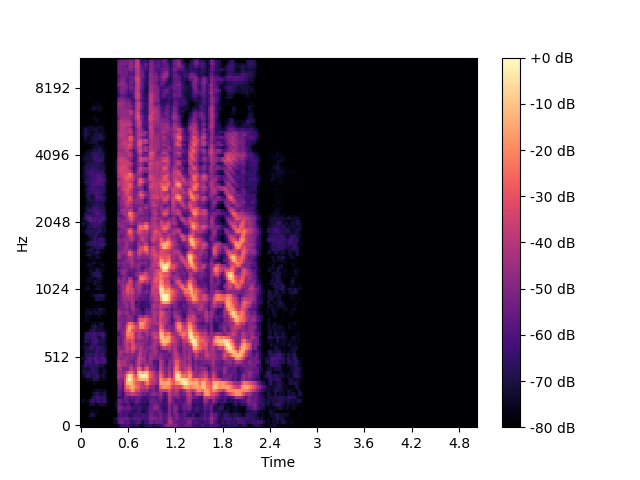 +0 dB
8192
-10 dB
4096
-20 dB
-30 dB
2048
Hz
-40 dB
1024
-50 dB
-60 dB
512
-70 dB
0
-80 dB
0 0.6 1.2 1.8 2.4 3 3.6 4.2 4.8
Time